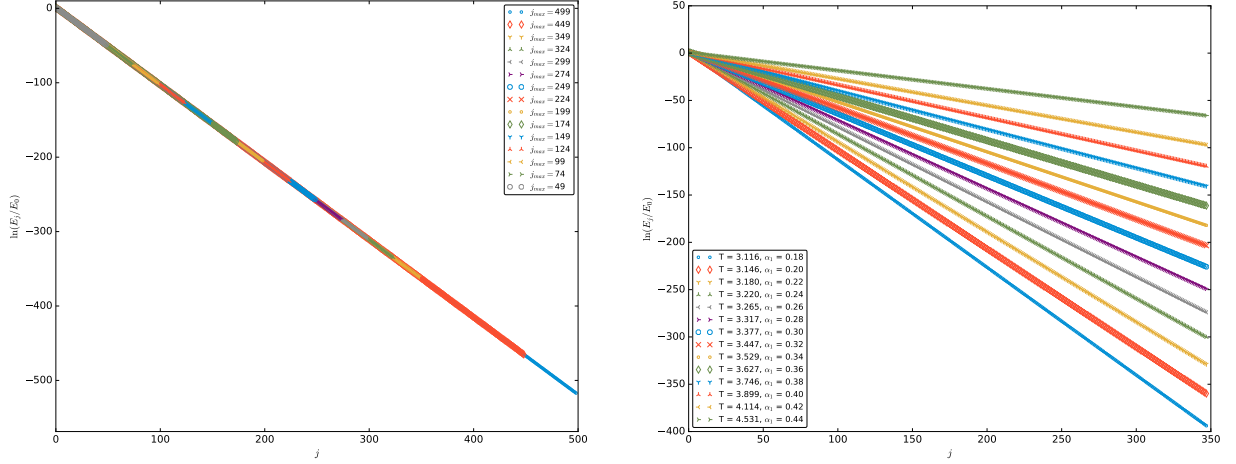 0
−100
−200
−300
−400
−500
0
100
200
300
400
500
ln(E_j/E_0)
j
j_max = 499
j_max = 449
j_max = 349
j_max = 324
j_max = 299
j_max = 274
j_max = 249
j_max = 224
j_max = 199
j_max = 174
j_max = 149
j_max = 124
j_max = 99
j_max = 74
j_max = 49
50
0
−50
−100
−150
−200
−250
−300
−350
−400
0
50
100
150
200
250
300
350
ln(E_j/E_0)
j
T = 3.116, α_1 = 0.18
T = 3.146, α_1 = 0.20
T = 3.180, α_1 = 0.22
T = 3.220, α_1 = 0.24
T = 3.265, α_1 = 0.26
T = 3.317, α_1 = 0.28
T = 3.377, α_1 = 0.30
T = 3.447, α_1 = 0.32
T = 3.529, α_1 = 0.34
T = 3.627, α_1 = 0.36
T = 3.746, α_1 = 0.38
T = 3.899, α_1 = 0.40
T = 4.114, α_1 = 0.42
T = 4.531, α_1 = 0.44